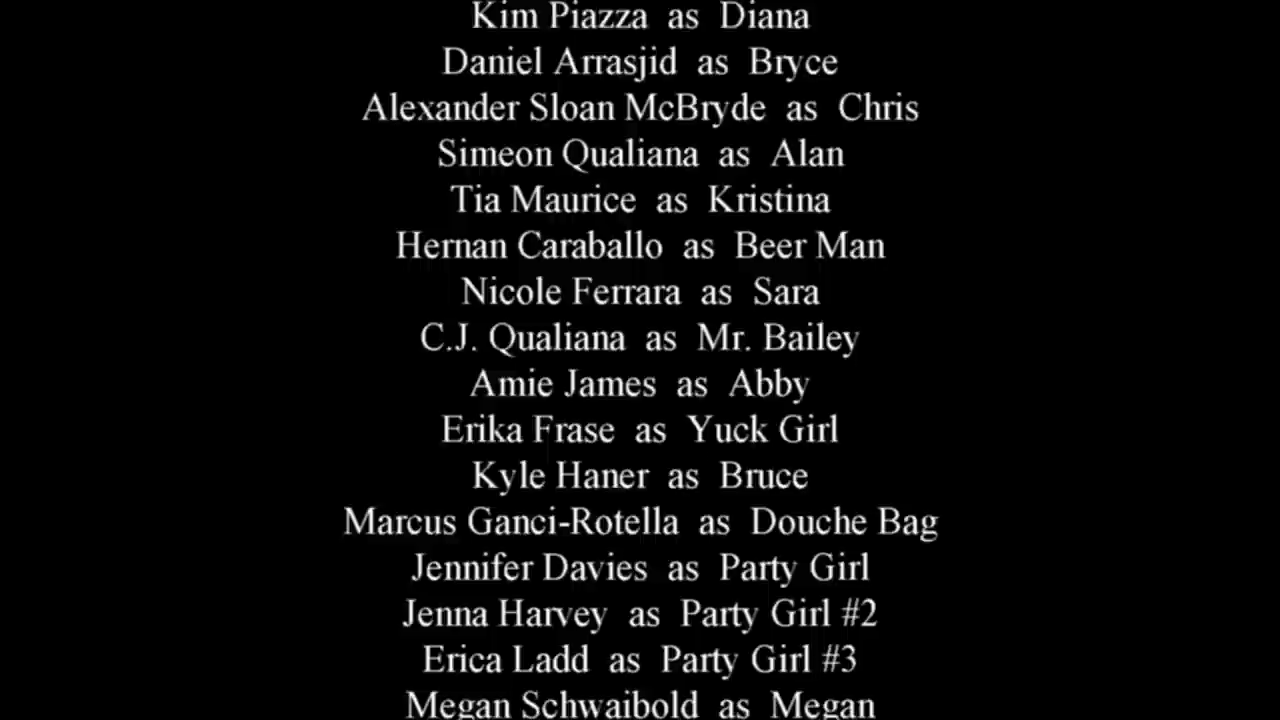 Kim Piazza as Diana
Daniel Arrasjid as Bryce
Alexander Sloan McBryde as Chris
Simeon Qualiana as Alan
Tia Maurice as Kristina
Hernan Caraballo as Beer Man
Nicole Ferrara as Sara
C.J. Qualiana as Mr. Bailey
Amie James as Abby
Erika Frase as Yuck Girl
Kyle Haner as Bruce
Marcus Ganci-Rotella as Douche Bag
Jennifer Davies as Party Girl
Jenna Harvey as Party Girl #2
Erica Ladd as Party Girl #3
Megan Schwaibold as Megan